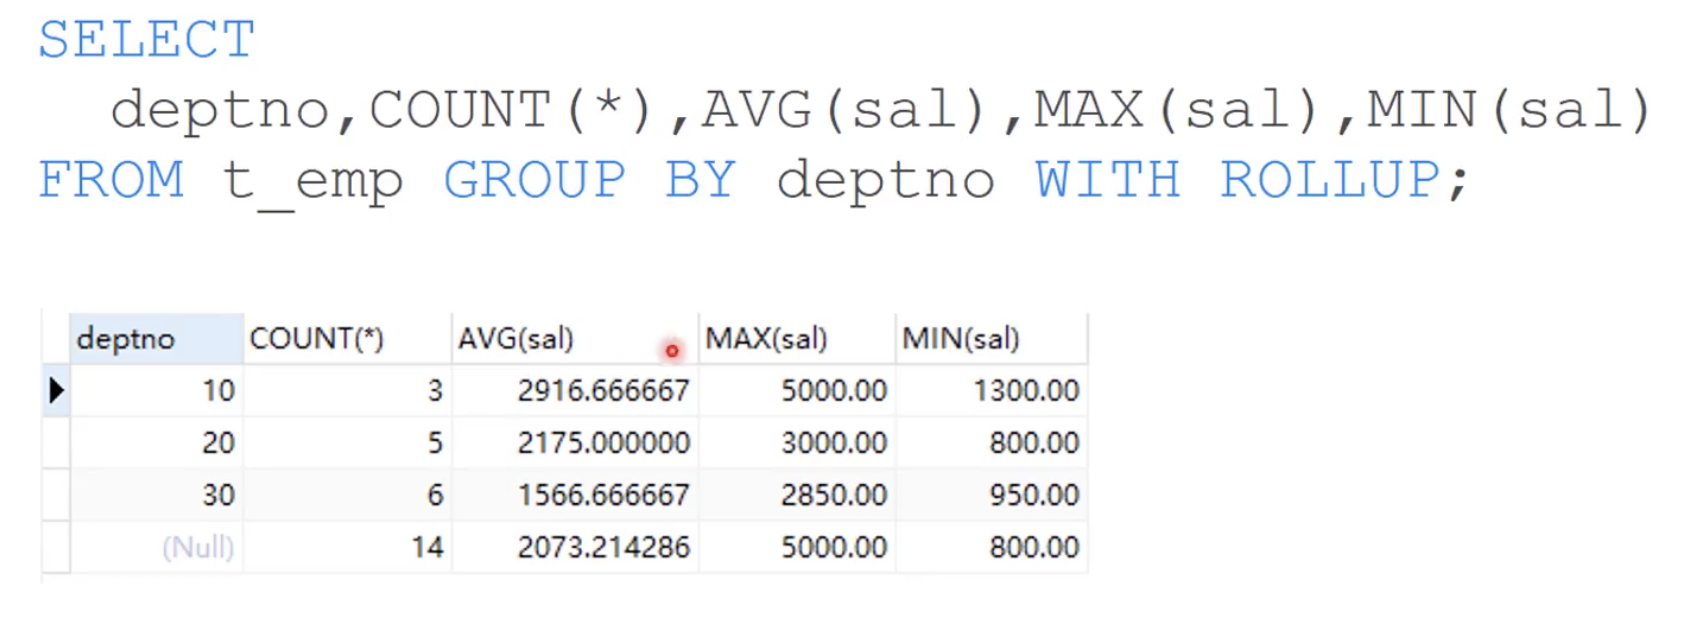 SELECT
deptno,COUNT(*),AVG(sal),MAX(sal),MIN(sal)
FROM t_emp GROUP BY deptno WITH ROLLUP;
deptno COUNT(*) AVG(sal) MAX(sal) MIN(sal)
10 3 2916.666667 5000.00 1300.00
20 5 2175.000000 3000.00 800.00
30 6 1566.666667 2850.00 950.00
(Null) 14 2073.214286 5000.00 800.00